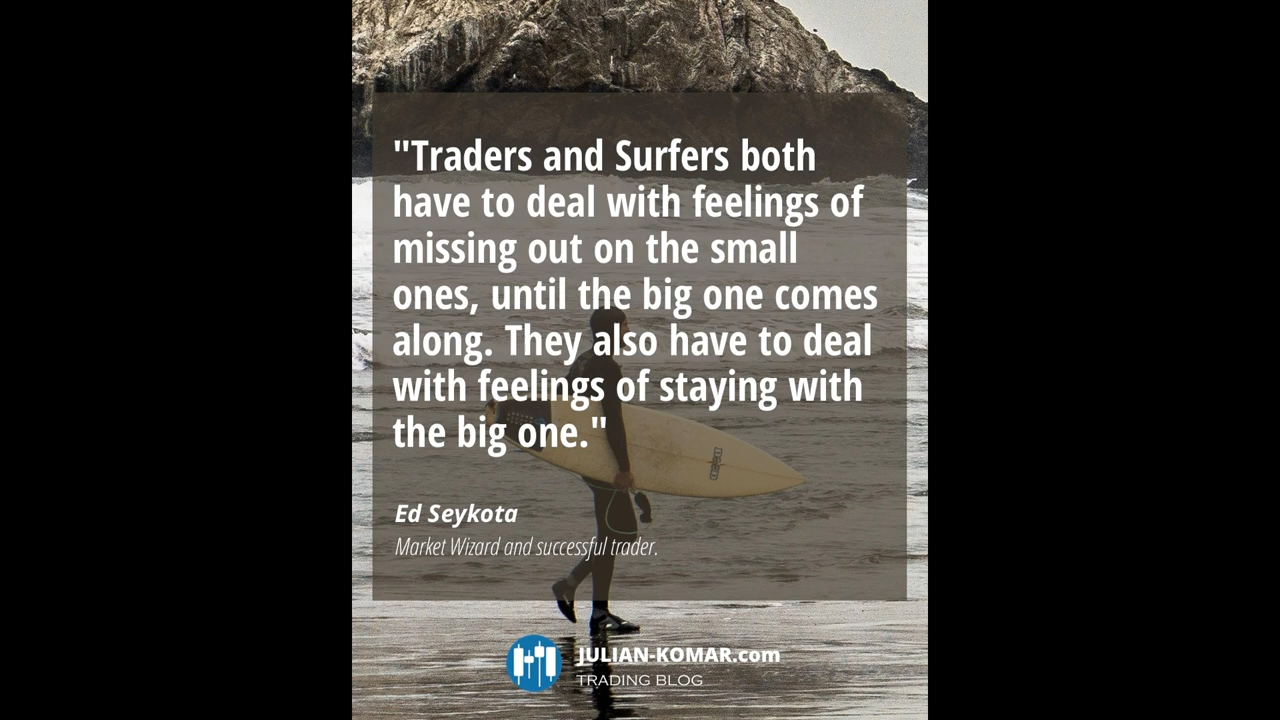 "Traders and Surfers both
have to deal with feelings of
missing out on the small
ones, until the big one comes
along. They also have to deal
with feelings of staying with
the big one."
Ed Seykota
Market Wizard and successful trader.
JULIAN-KOMAR.com
TRADING BLOG